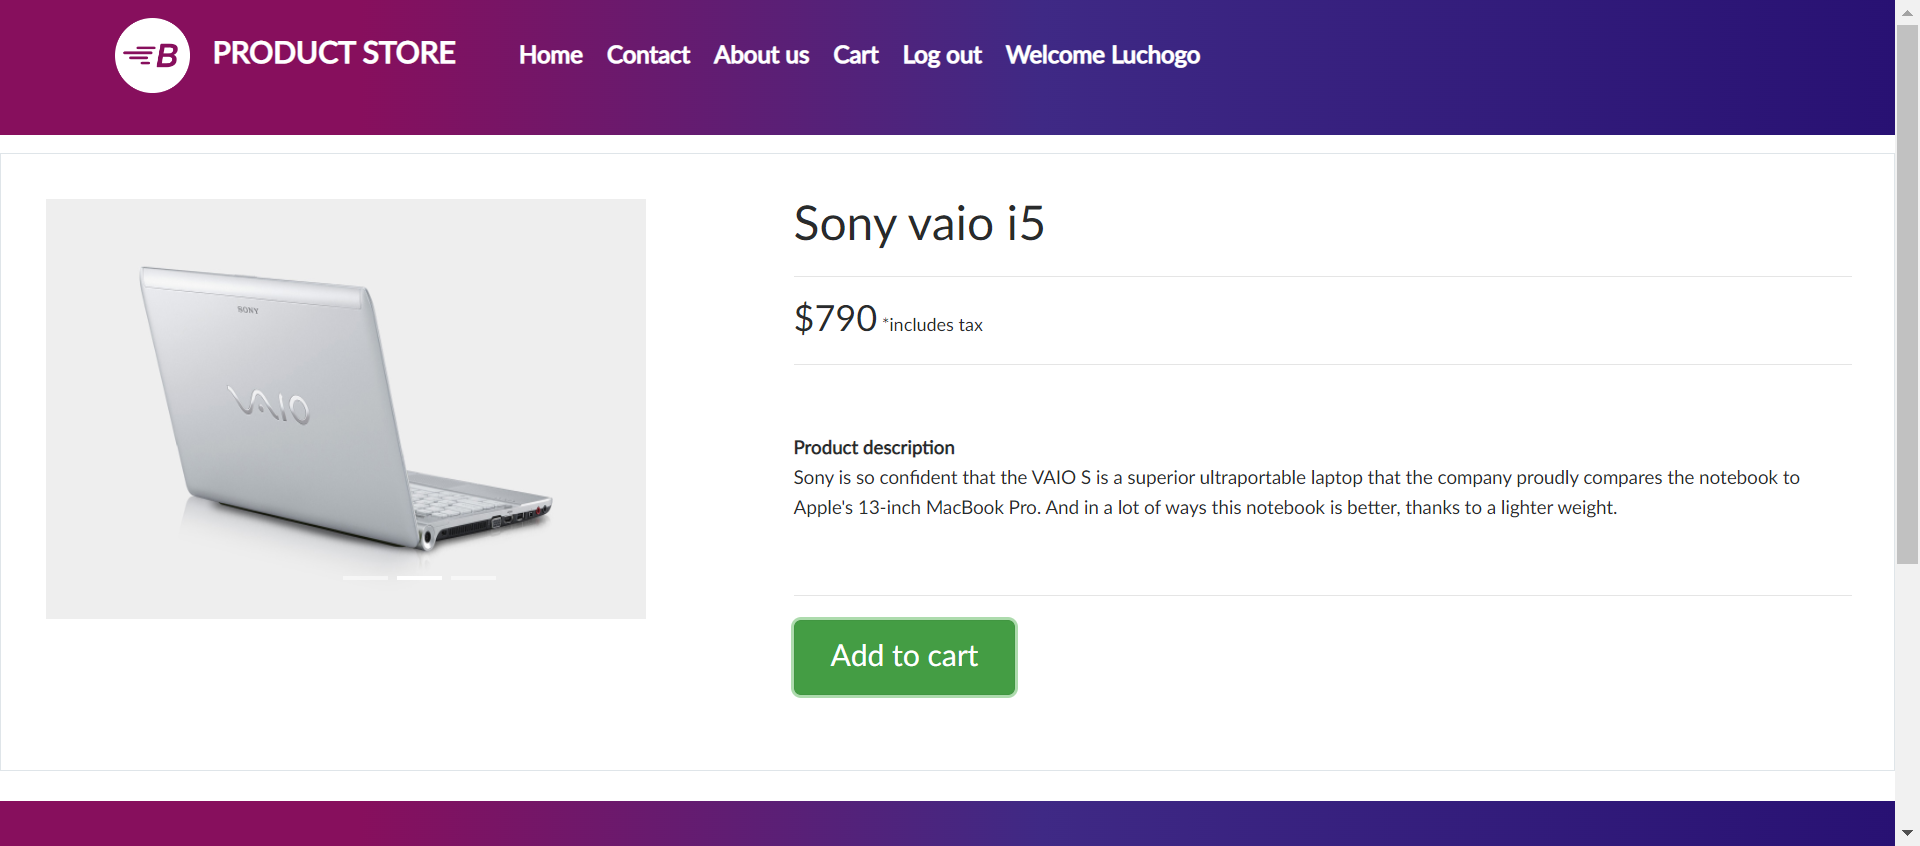 B PRODUCT STORE Home Contact About us Cart Log out Welcome Luchogo
Sony vaio i5
SONY
$790 *includes tax
VAIO
Product description
Sony is so confident that the VAIO S is a superior ultraportable laptop that the company proudly compares the notebook to
Apple's 13-inch MacBook Pro. And in a lot of ways this notebook is better, thanks to a lighter weight.
Add to cart